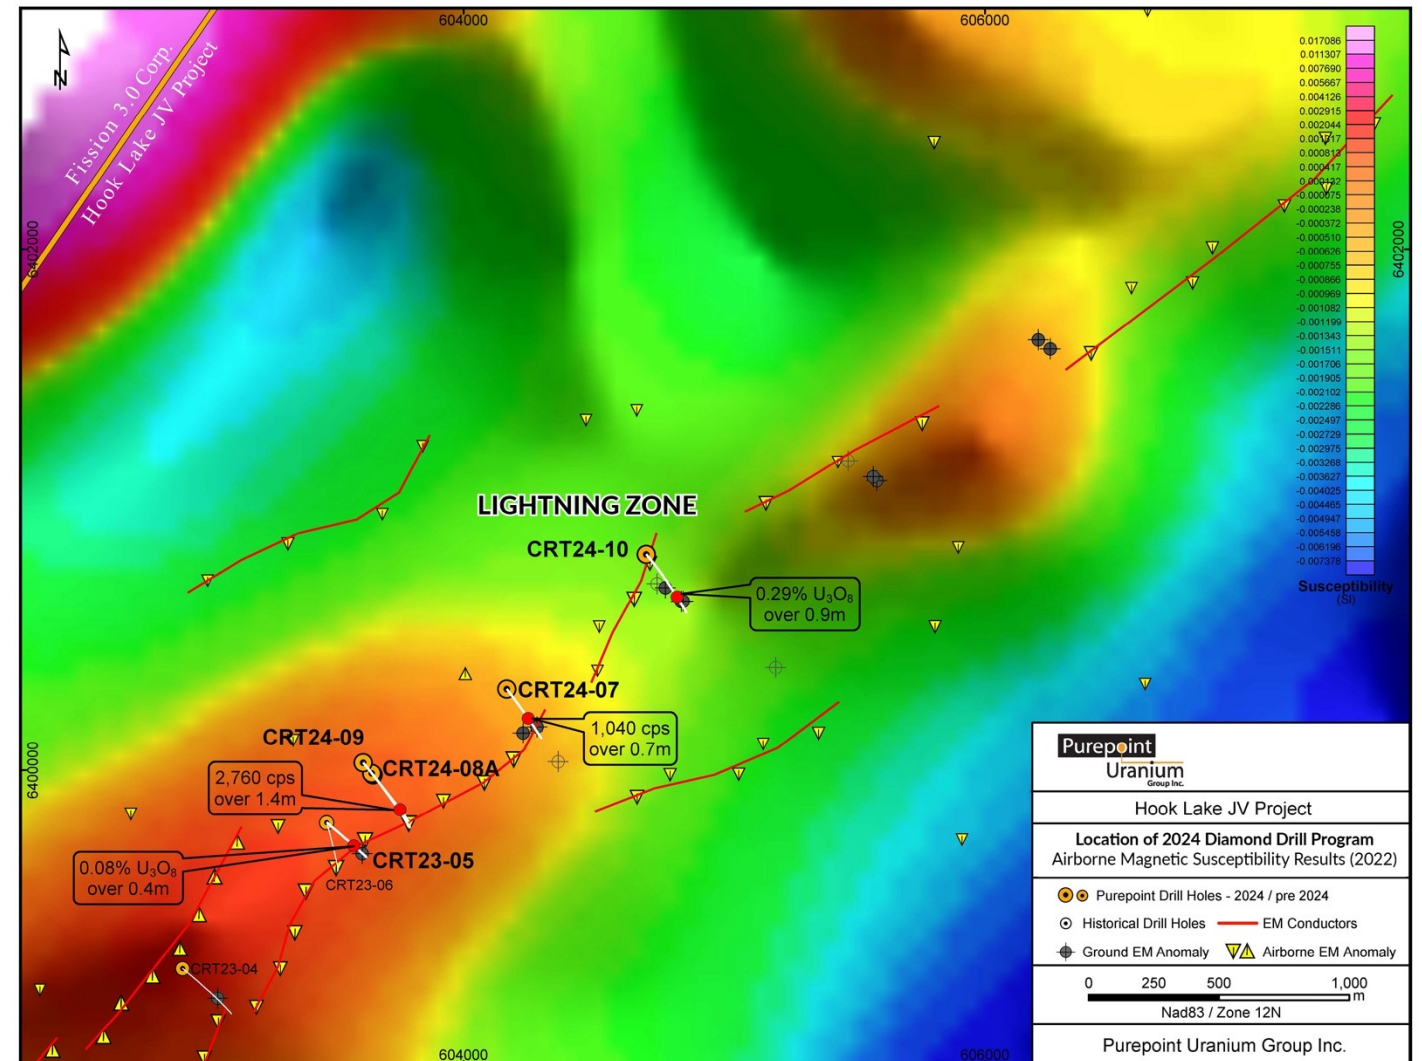 604000
606000
N
Fission 3.0 Corp.
Hook Lake JV Project
6402000
6402000
0.017086
0.011307
0.007690
0.005667
0.004126
0.002915
0.002044
0.000813
0.000417
-0.000075
-0.000238
-0.000372
-0.000510
-0.000626
-0.000755
-0.000866
-0.000969
-0.001082
-0.001199
-0.001343
-0.001511
-0.001706
-0.001905
-0.002102
-0.002286
-0.002497
-0.002729
-0.002975
-0.003268
-0.003627
-0.004025
-0.004465
-0.004947
-0.005458
-0.006196
-0.007378
Susceptibility
(SI)
LIGHTNING ZONE
CRT24-10
0.29% U₃O₈
over 0.9m
CRT24-07
1,040 cps
over 0.7m
CRT24-09
CRT24-08A
2,760 cps
over 1.4m
6400000
0.08% U₃O₈
over 0.4m
CRT23-05
CRT23-06
CRT23-04
604000
606000
Purepoint
Uranium
Group Inc.
Hook Lake JV Project
Location of 2024 Diamond Drill Program
Airborne Magnetic Susceptibility Results (2022)
Purepoint Drill Holes - 2024 / pre 2024
Historical Drill Holes EM Conductors
Ground EM Anomaly Airborne EM Anomaly
0 250 500 1,000
m
Nad83 / Zone 12N
Purepoint Uranium Group Inc.